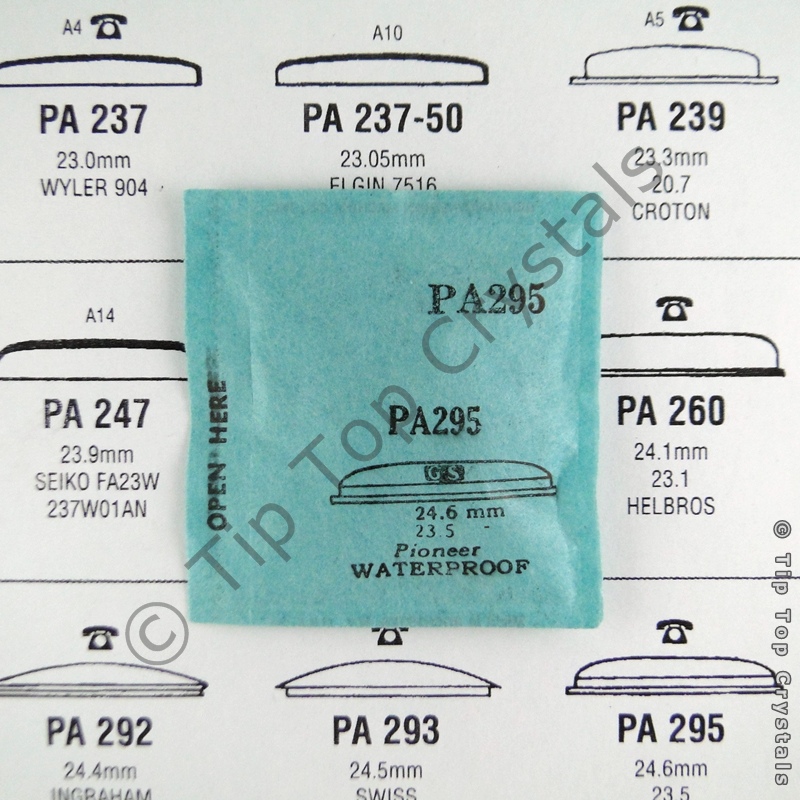 A4
A10
A5
PA 237
PA 237-50
PA 239
23.0mm
23.05mm
23.3mm
WYLER 904
ELGIN 7516
20.7
CROTON
PA295
A14
OPEN HERE
PA295
PA 247
PA 260
23.9mm
24.1mm
SEIKO FA23W
23.1
237W01AN
HELBROS
GS
24.6 mm
23.5 -
Pioneer
WATERPROOF
© Tip Top Crystals
© Tip Top Crystals
PA 292
PA 293
PA 295
24.4mm
24.5mm
24.6mm
INGRAHAM
SWISS
23.5